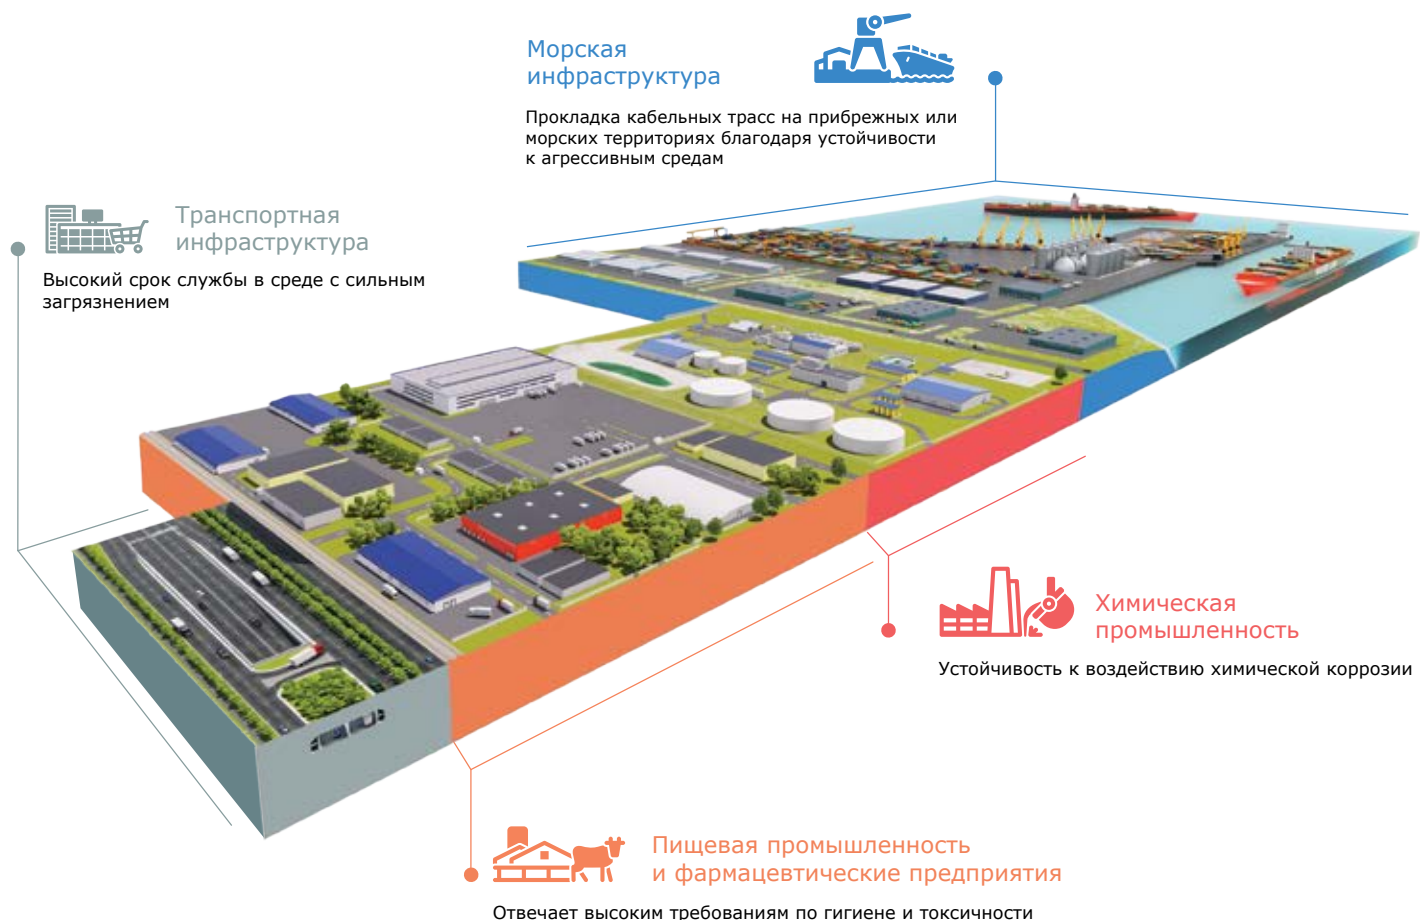 Морская
инфраструктура
Прокладка кабельных трасс на прибрежных или
морских территориях благодаря устойчивости
к агрессивным средам
Транспортная
инфраструктура
Высокий срок службы в среде с сильным
загрязнением
Химическая
промышленность
Устойчивость к воздействию химической коррозии
Пищевая промышленность
и фармацевтические предприятия
Отвечает высоким требованиям по гигиене и токсичности